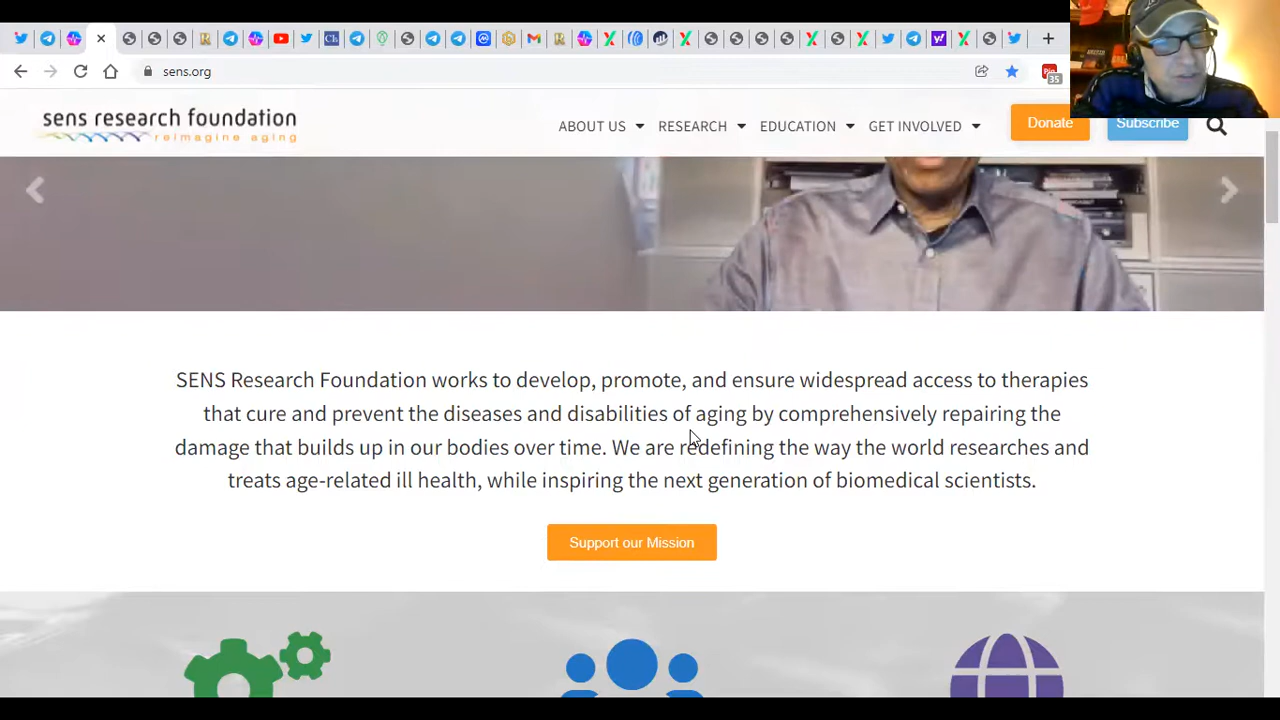 sens.org
35
sens research foundation
reimagine aging
ABOUT US
RESEARCH
EDUCATION
GET INVOLVED
Donate
Subscribe
SENS Research Foundation works to develop, promote, and ensure widespread access to therapies
that cure and prevent the diseases and disabilities of aging by comprehensively repairing the
damage that builds up in our bodies over time. We are redefining the way the world researches and
treats age-related ill health, while inspiring the next generation of biomedical scientists.
Support our Mission